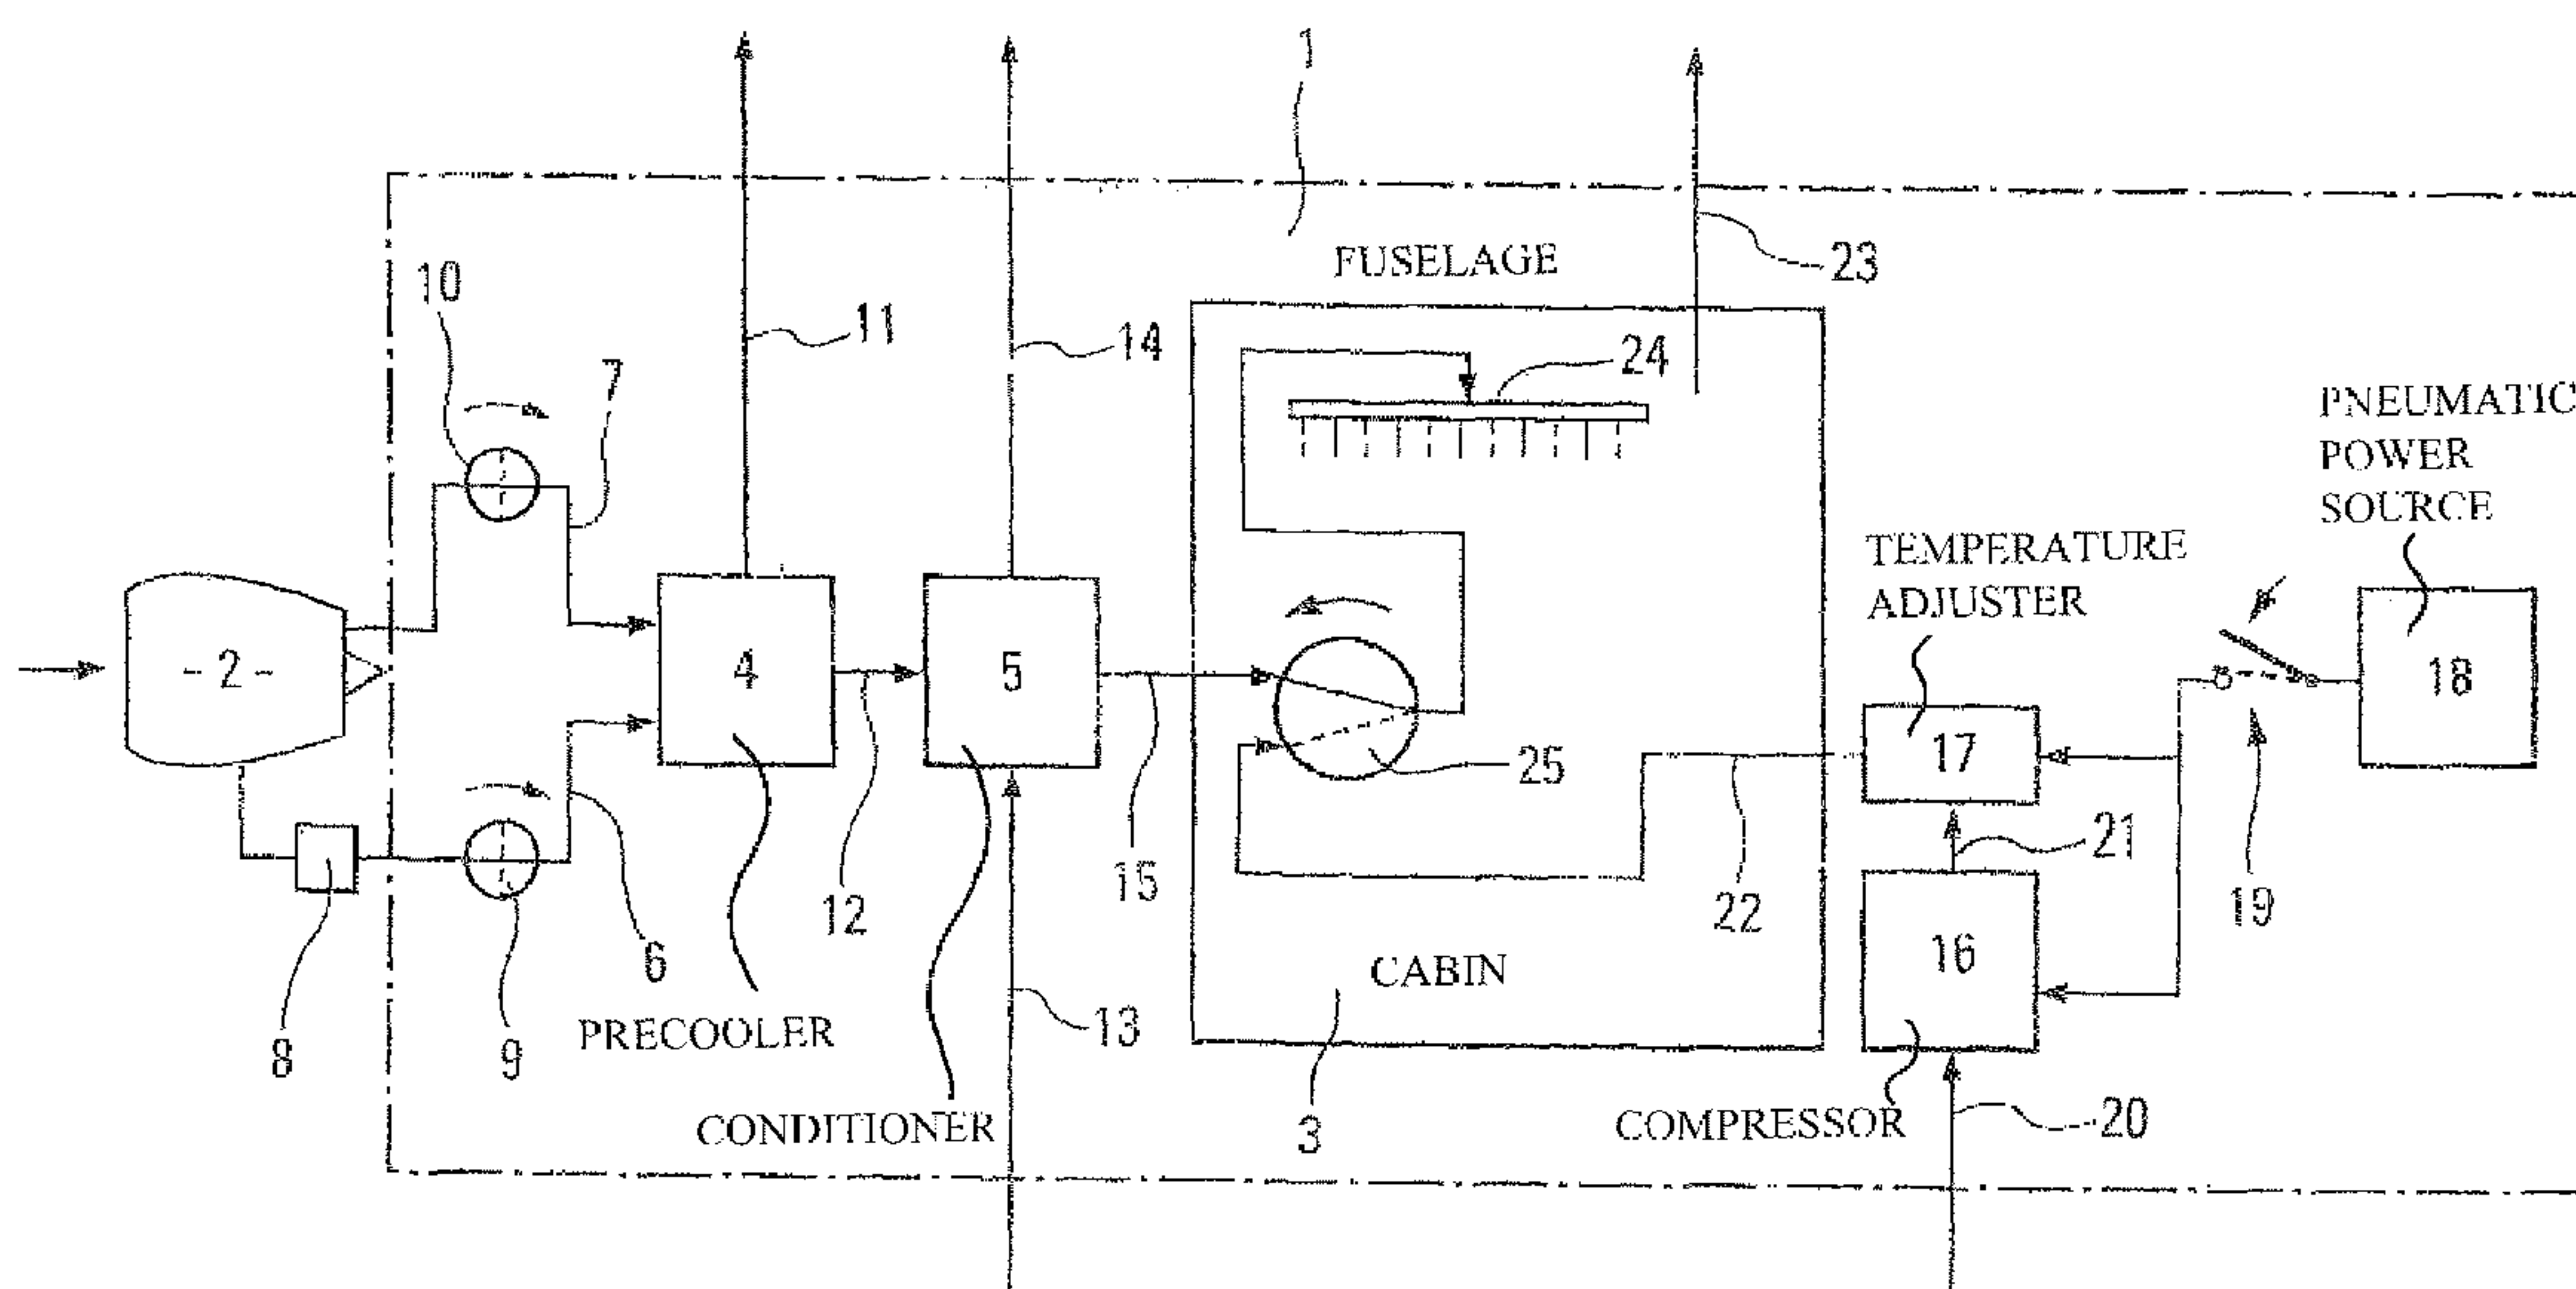 1
FUSELAGE
23
10
11
14
7
24
PNEUMATIC
POWER
SOURCE
TEMPERATURE
ADJUSTER
- 2 -
4
5
18
17
25
21
12
15
22
19
16
6
CABIN
8
9
PRECOOLER
13
CONDITIONER
3
COMPRESSOR
20